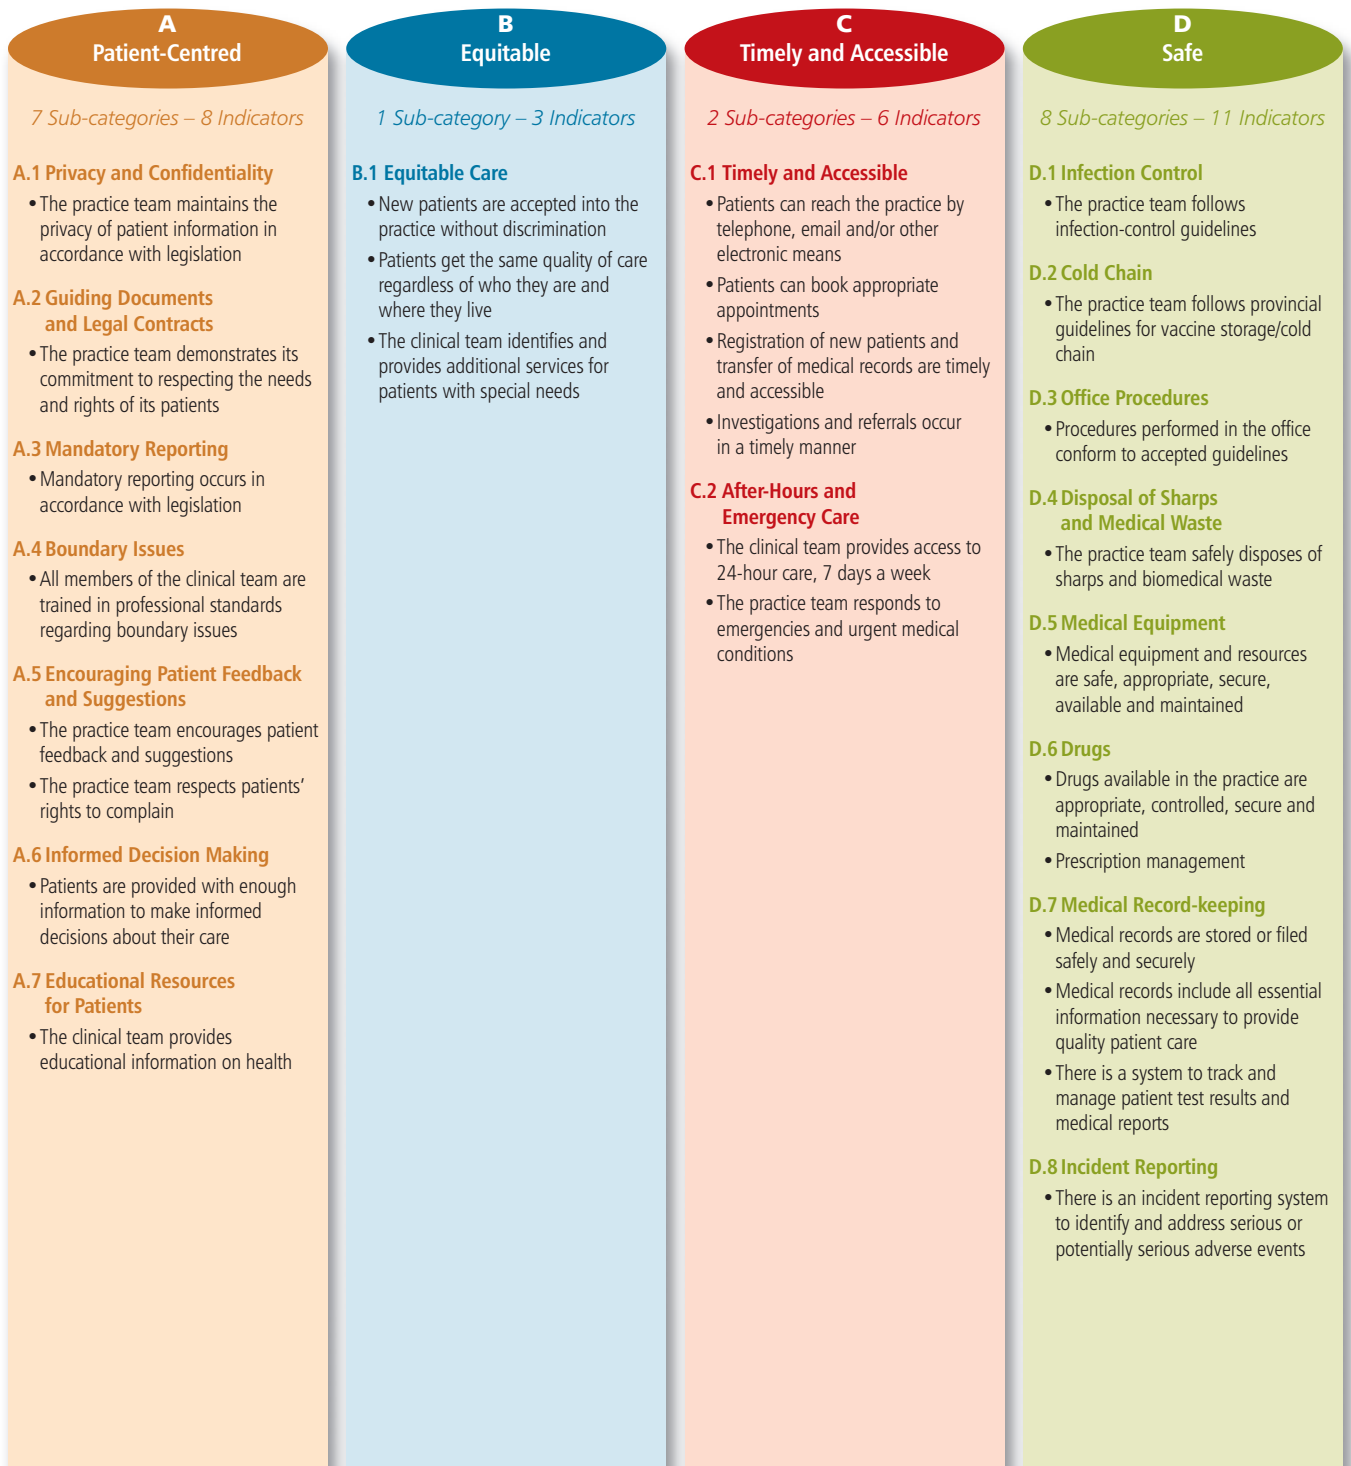 A
Patient-Centred
7 Sub-categories – 8 Indicators
A.1 Privacy and Confidentiality
• The practice team maintains the
privacy of patient information in
accordance with legislation
A.2 Guiding Documents
and Legal Contracts
• The practice team demonstrates its
commitment to respecting the needs
and rights of its patients
A.3 Mandatory Reporting
• Mandatory reporting occurs in
accordance with legislation
A.4 Boundary Issues
• All members of the clinical team are
trained in professional standards
regarding boundary issues
A.5 Encouraging Patient Feedback
and Suggestions
• The practice team encourages patient
feedback and suggestions
• The practice team respects patients’
rights to complain
A.6 Informed Decision Making
• Patients are provided with enough
information to make informed
decisions about their care
A.7 Educational Resources
for Patients
• The clinical team provides
educational information on health
B
Equitable
1 Sub-category – 3 Indicators
B.1 Equitable Care
• New patients are accepted into the
practice without discrimination
• Patients get the same quality of care
regardless of who they are and
where they live
• The clinical team identifies and
provides additional services for
patients with special needs
C
Timely and Accessible
2 Sub-categories – 6 Indicators
C.1 Timely and Accessible
• Patients can reach the practice by
telephone, email and/or other
electronic means
• Patients can book appropriate
appointments
• Registration of new patients and
transfer of medical records are timely
and accessible
• Investigations and referrals occur
in a timely manner
C.2 After-Hours and
Emergency Care
• The clinical team provides access to
24-hour care, 7 days a week
• The practice team responds to
emergencies and urgent medical
conditions
D
Safe
8 Sub-categories – 11 Indicators
D.1 Infection Control
• The practice team follows
infection-control guidelines
D.2 Cold Chain
• The practice team follows provincial
guidelines for vaccine storage/cold
chain
D.3 Office Procedures
• Procedures performed in the office
conform to accepted guidelines
D.4 Disposal of Sharps
and Medical Waste
• The practice team safely disposes of
sharps and biomedical waste
D.5 Medical Equipment
• Medical equipment and resources
are safe, appropriate, secure,
available and maintained
D.6 Drugs
• Drugs available in the practice are
appropriate, controlled, secure and
maintained
• Prescription management
D.7 Medical Record-keeping
• Medical records are stored or filed
safely and securely
• Medical records include all essential
information necessary to provide
quality patient care
• There is a system to track and
manage patient test results and
medical reports
D.8 Incident Reporting
• There is an incident reporting system
to identify and address serious or
potentially serious adverse events